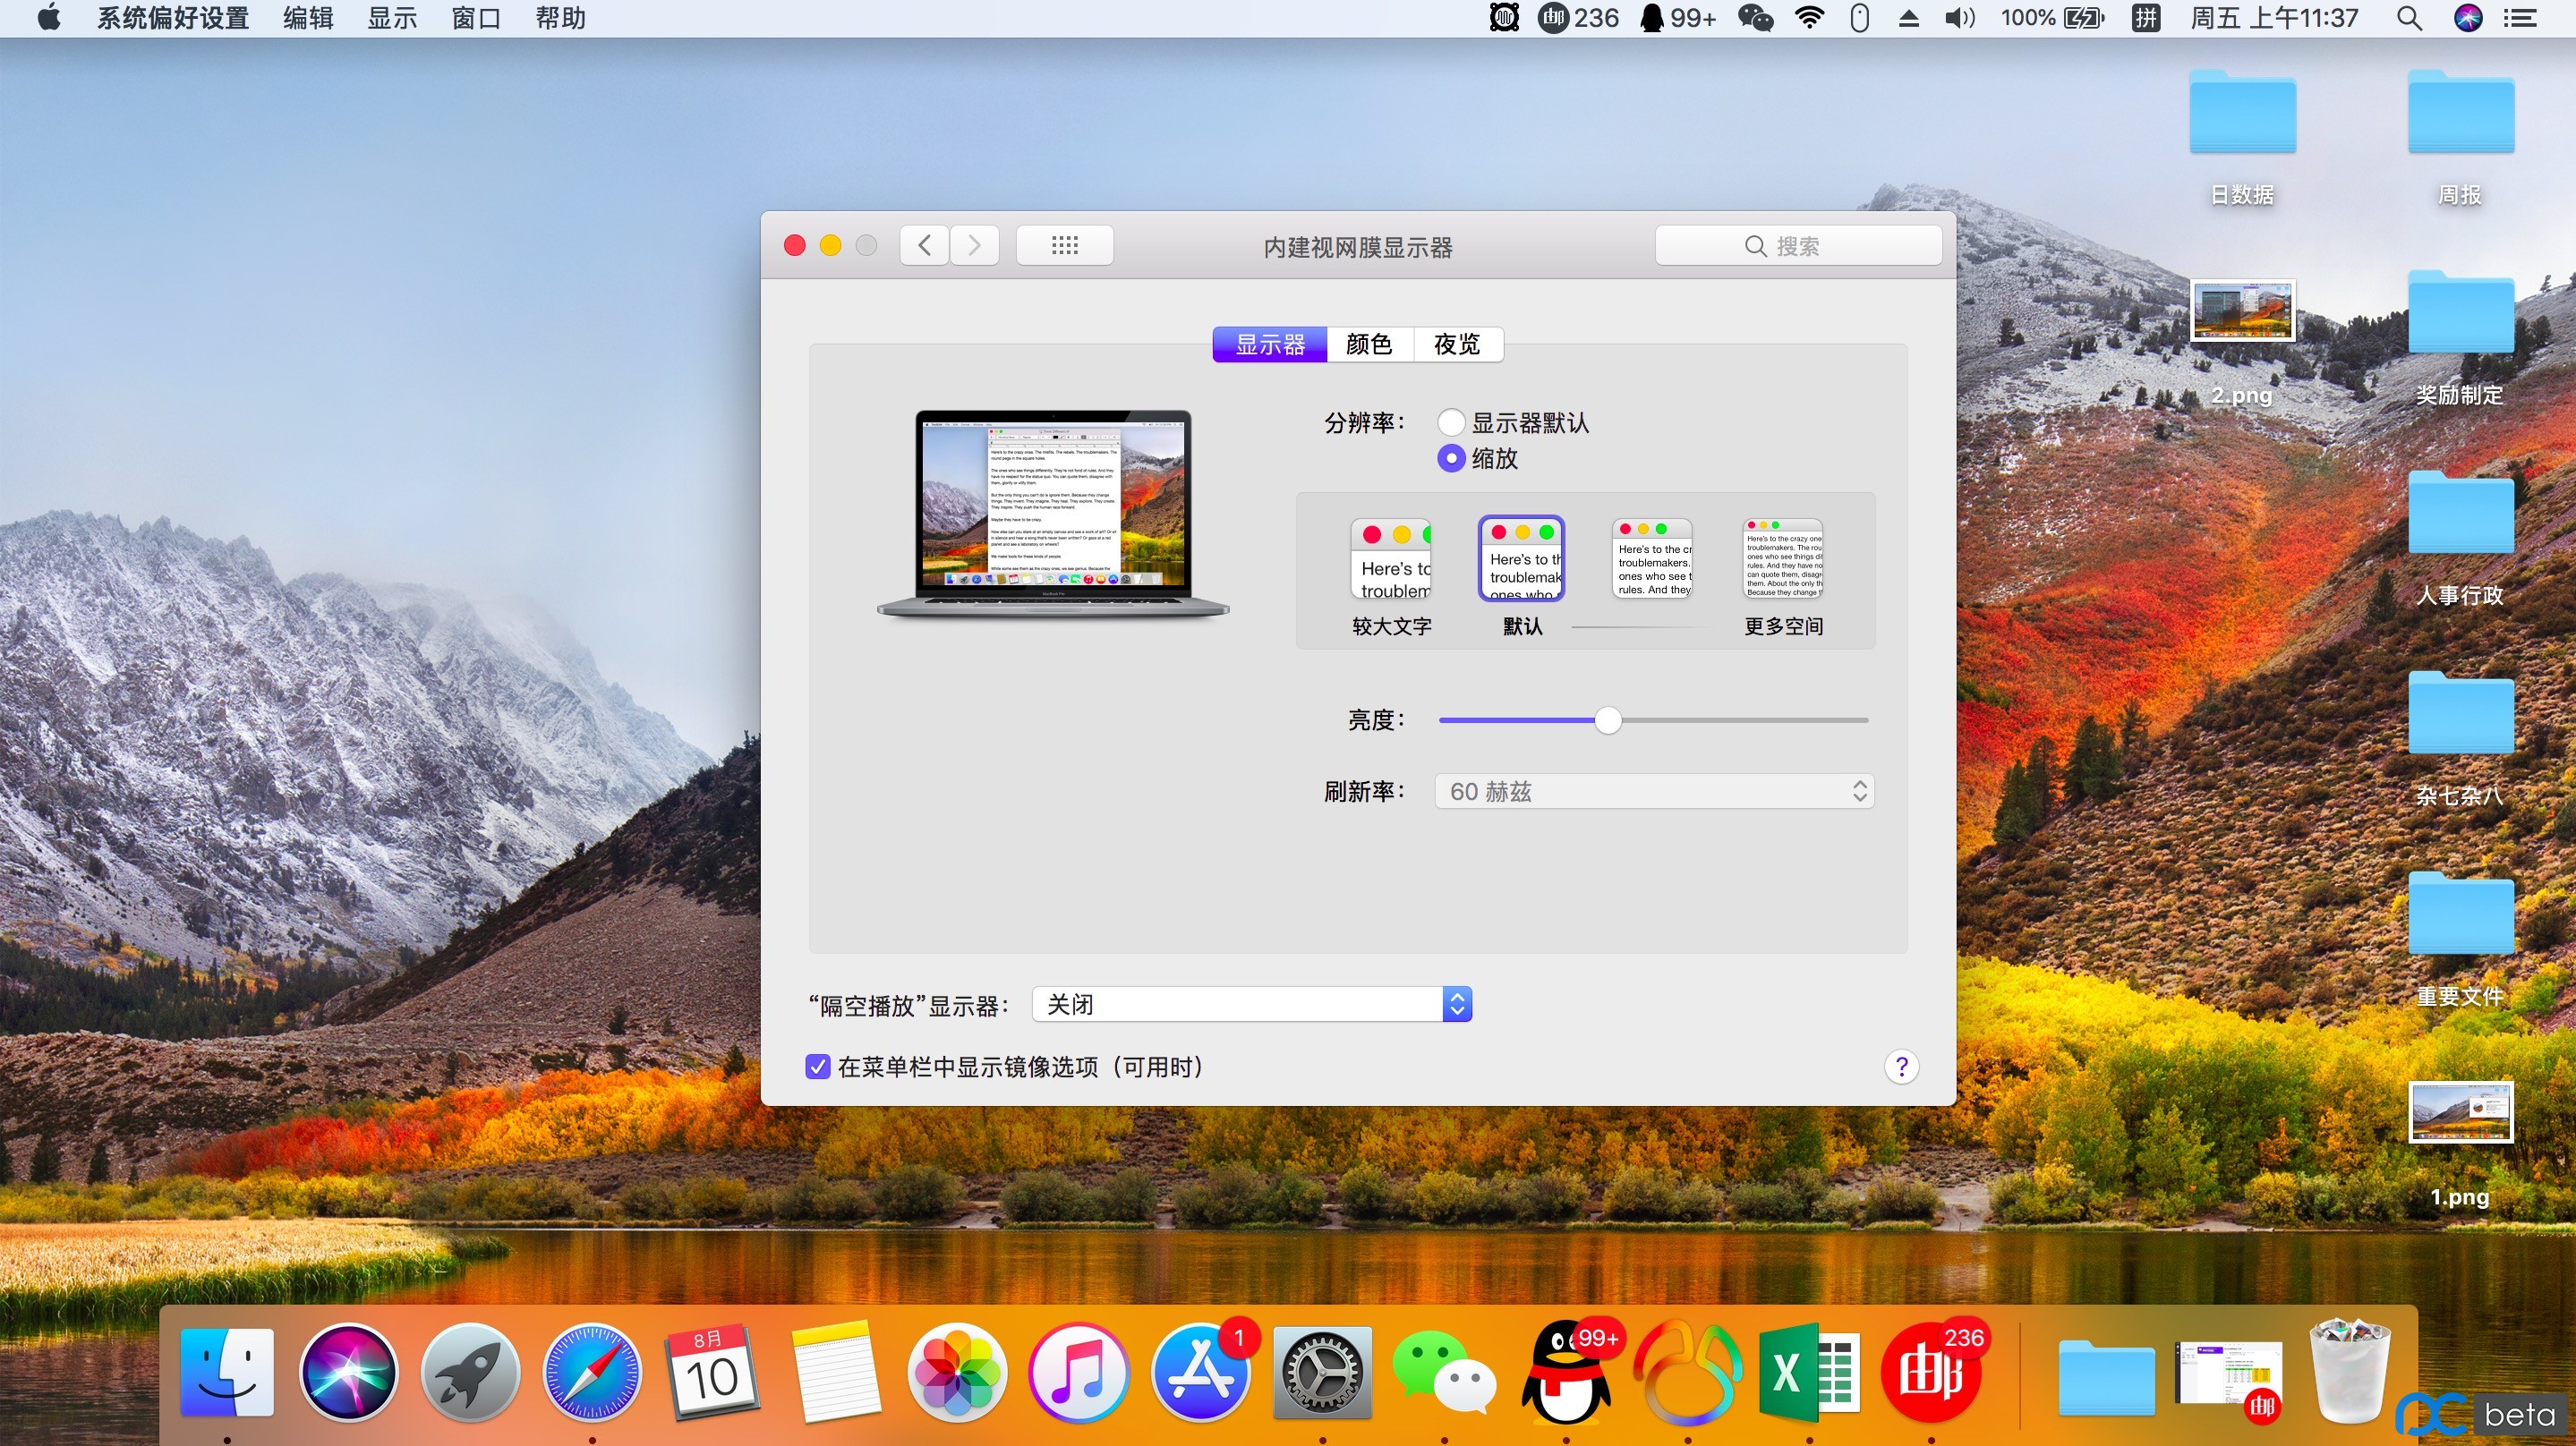 系统偏好设置 编辑 显示 窗口 帮助 邮 236 99+ 100% 拼 周五 上午11:37
日数据 周报
内建视网膜显示器 搜索
显示器 颜色 夜览
2.png 奖励制定
分辨率： 显示器默认
缩放
Here's to
troublem
Here's to th
troublemak
ones who
Here's to the cr
troublemakers.
ones who see t
rules. And they
Here's to the crazy one
troublemakers. The rou
ones who see things di
rules. And they have no
can quote them, disagr
them. About the only th
Because they change t
较大文字 默认 更多空间
人事行政
亮度：
刷新率： 60 赫兹
杂七杂八
重要文件
“隔空播放”显示器： 关闭
在菜单栏中显示镜像选项（可用时） ?
1.png
8月
10
1
99+
X
邮
236
邮
beta